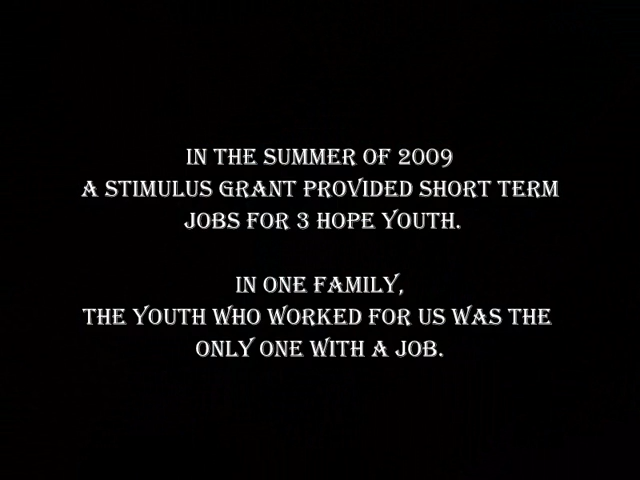 IN THE SUMMER OF 2009
A STIMULUS GRANT PROVIDED SHORT TERM
JOBS FOR 3 HOPE YOUTH.
IN ONE FAMILY,
THE YOUTH WHO WORKED FOR US WAS THE
ONLY ONE WITH A JOB.